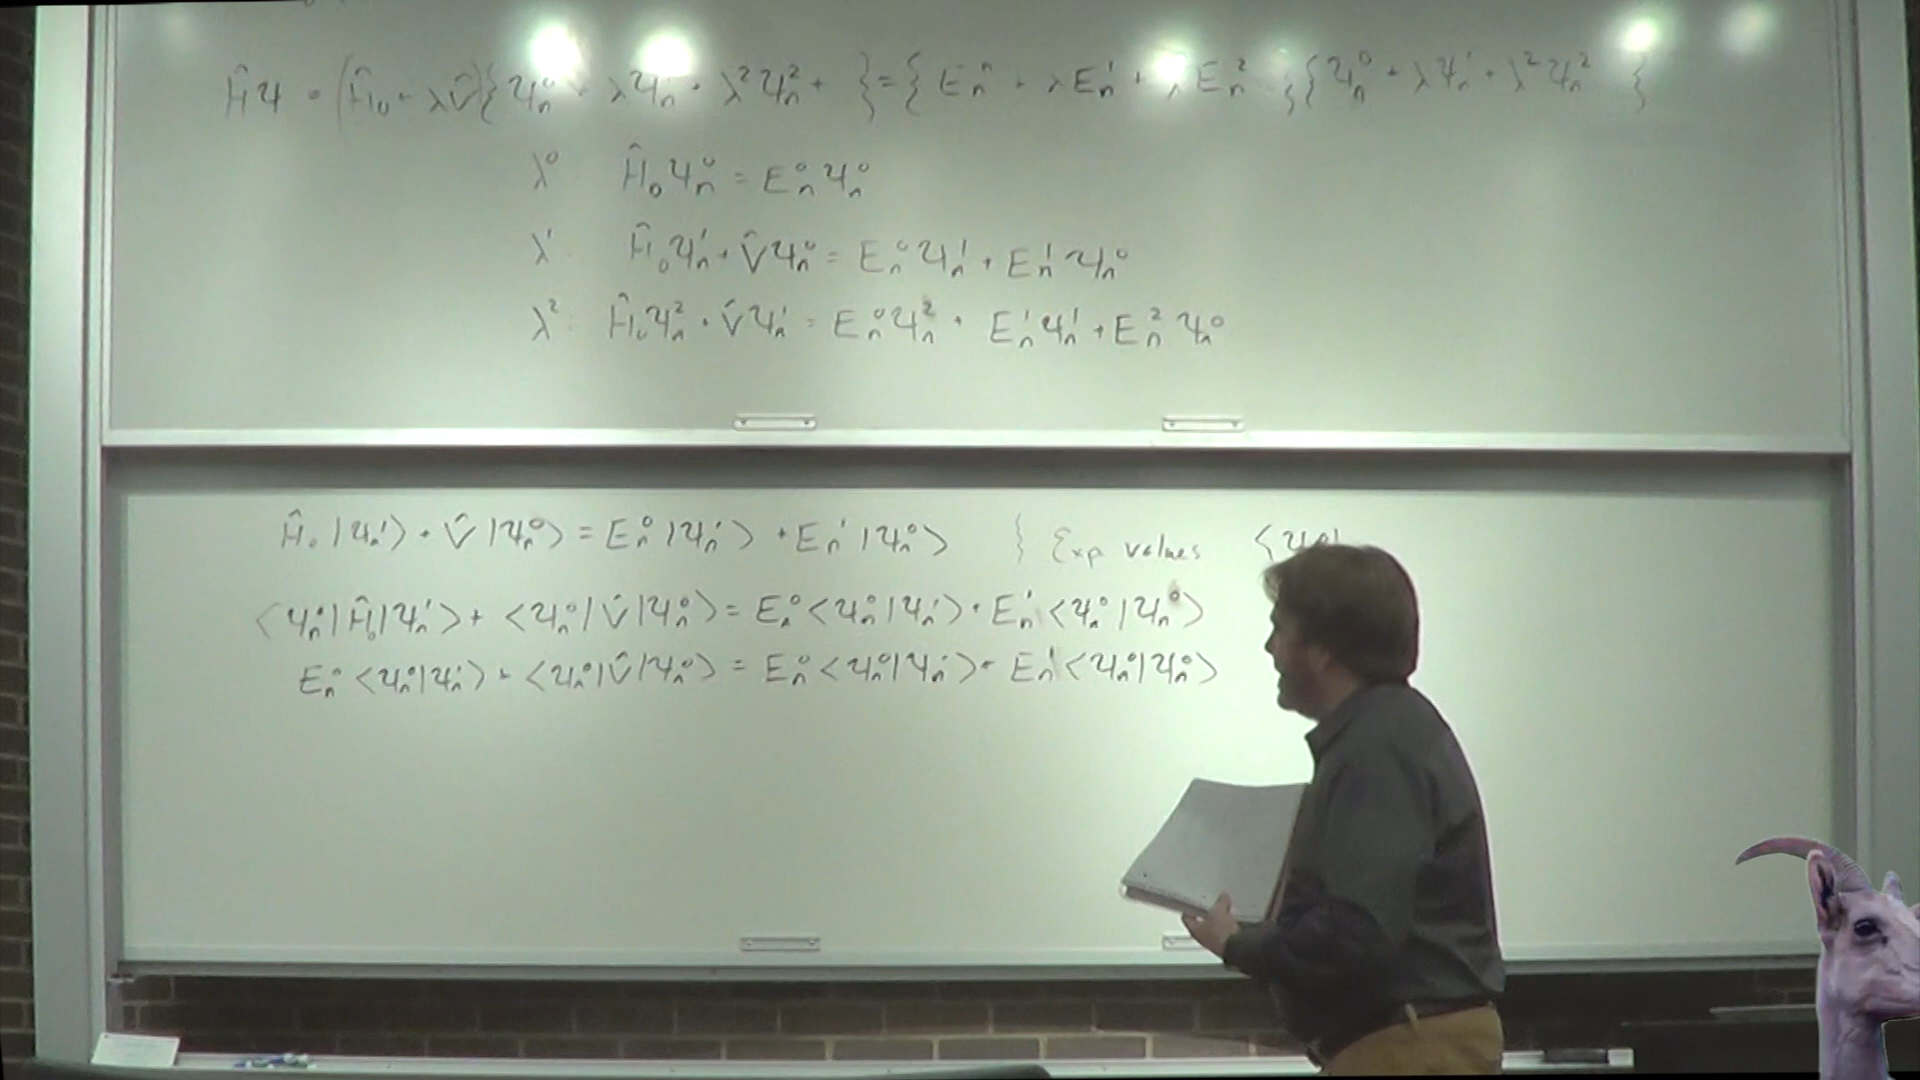 Ĥψ = (Ĥ₀ + λV̂){ψₙ⁰ + λψₙ¹ + λ²ψₙ² + } = {Eₙ⁰ + λEₙ¹ + λ²Eₙ² }{ψₙ⁰ + λψₙ¹ + λ²ψₙ² }
λ⁰ Ĥ₀ψₙ⁰ = Eₙ⁰ψₙ⁰
λ¹ Ĥ₀ψₙ¹ + V̂ψₙ⁰ = Eₙ⁰ψₙ¹ + Eₙ¹ψₙ⁰
λ² Ĥ₀ψₙ² + V̂ψₙ¹ = Eₙ⁰ψₙ² + Eₙ¹ψₙ¹ + Eₙ²ψₙ⁰
Ĥ₀|ψₙ¹⟩ + V̂|ψₙ⁰⟩ = Eₙ⁰|ψₙ¹⟩ + Eₙ¹|ψₙ⁰⟩ } Exp values ⟨ψₙ⁰|
⟨ψₙ⁰|Ĥ₀|ψₙ¹⟩ + ⟨ψₙ⁰|V̂|ψₙ⁰⟩ = Eₙ⁰⟨ψₙ⁰|ψₙ¹⟩ + Eₙ¹⟨ψₙ⁰|ψₙ⁰⟩
Eₙ⁰⟨ψₙ⁰|ψₙ¹⟩ + ⟨ψₙ⁰|V̂|ψₙ⁰⟩ = Eₙ⁰⟨ψₙ⁰|ψₙ¹⟩ + Eₙ¹⟨ψₙ⁰|ψₙ⁰⟩